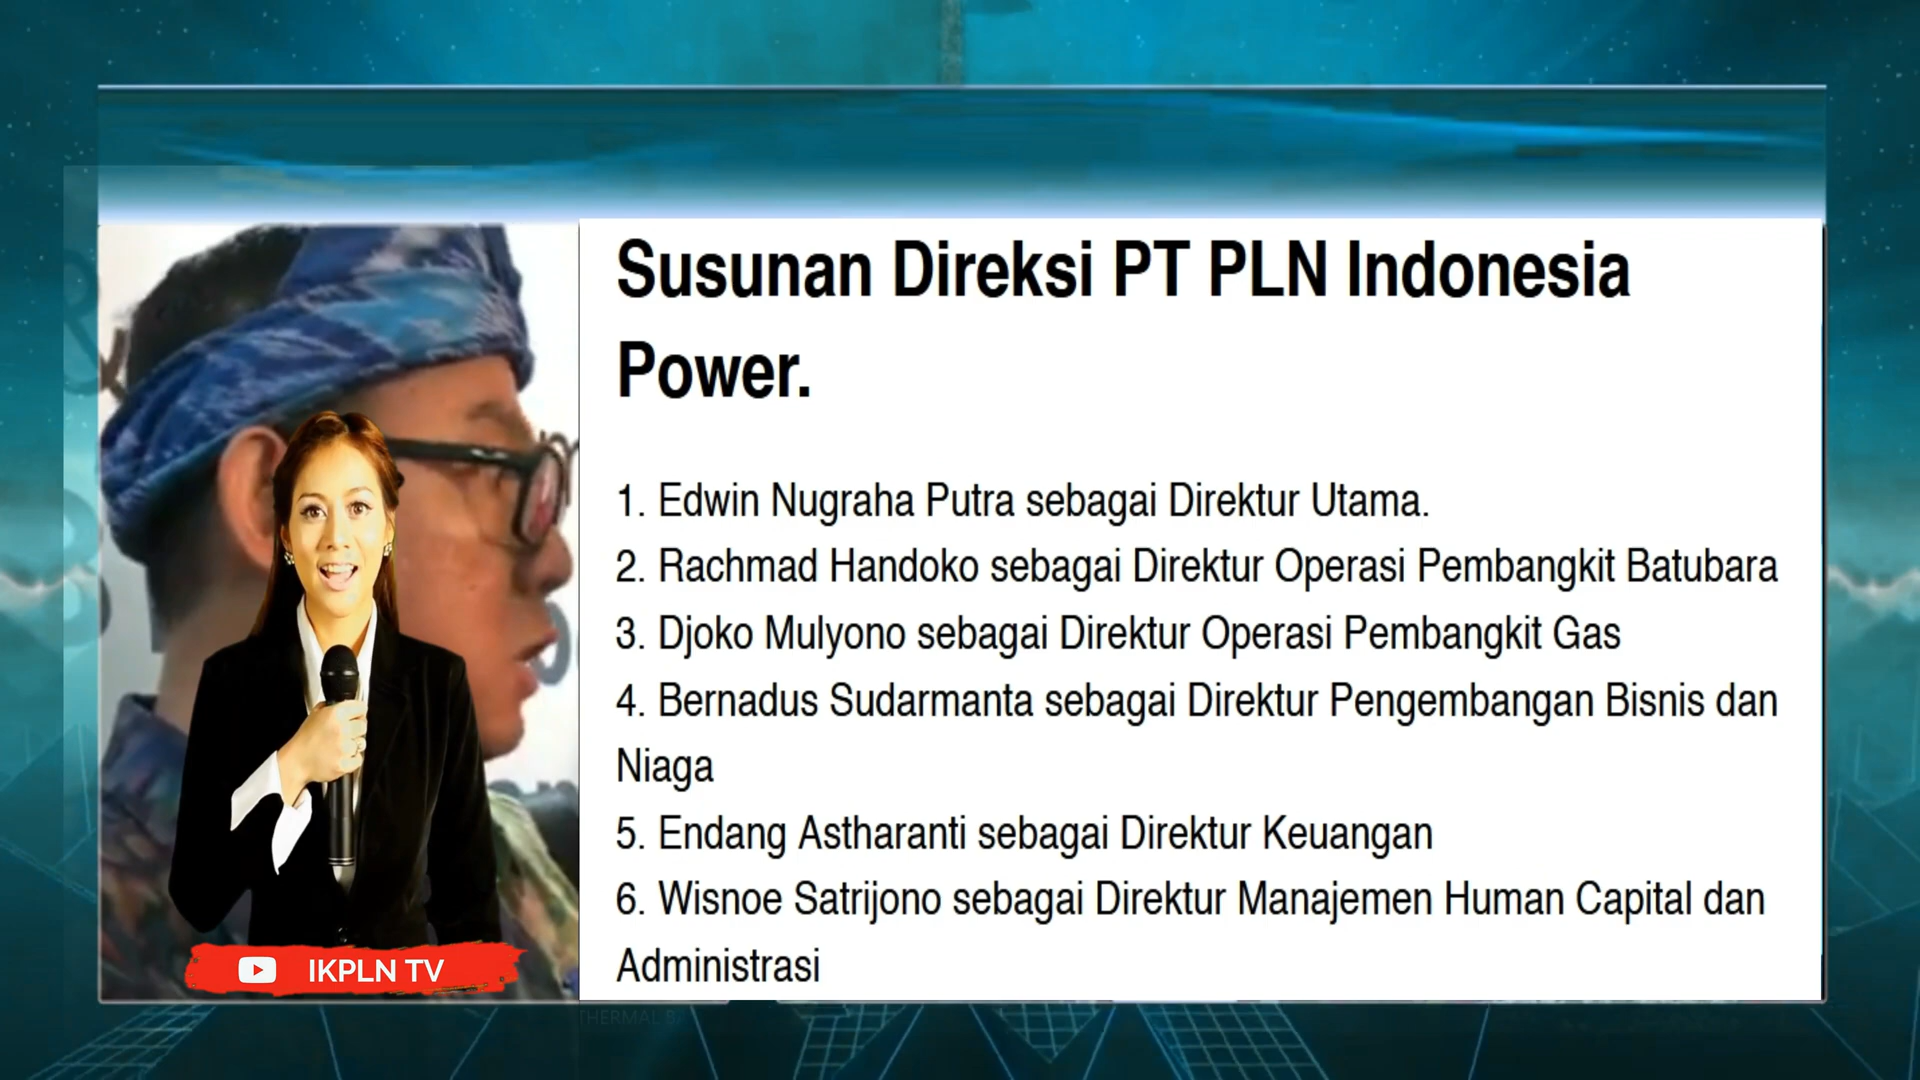 Susunan Direksi PT PLN Indonesia
Power.
1. Edwin Nugraha Putra sebagai Direktur Utama.
2. Rachmad Handoko sebagai Direktur Operasi Pembangkit Batubara
3. Djoko Mulyono sebagai Direktur Operasi Pembangkit Gas
4. Bernadus Sudarmanta sebagai Direktur Pengembangan Bisnis dan
Niaga
5. Endang Astharanti sebagai Direktur Keuangan
6. Wisnoe Satrijono sebagai Direktur Manajemen Human Capital dan
Administrasi
IKPLN TV
THERMAL